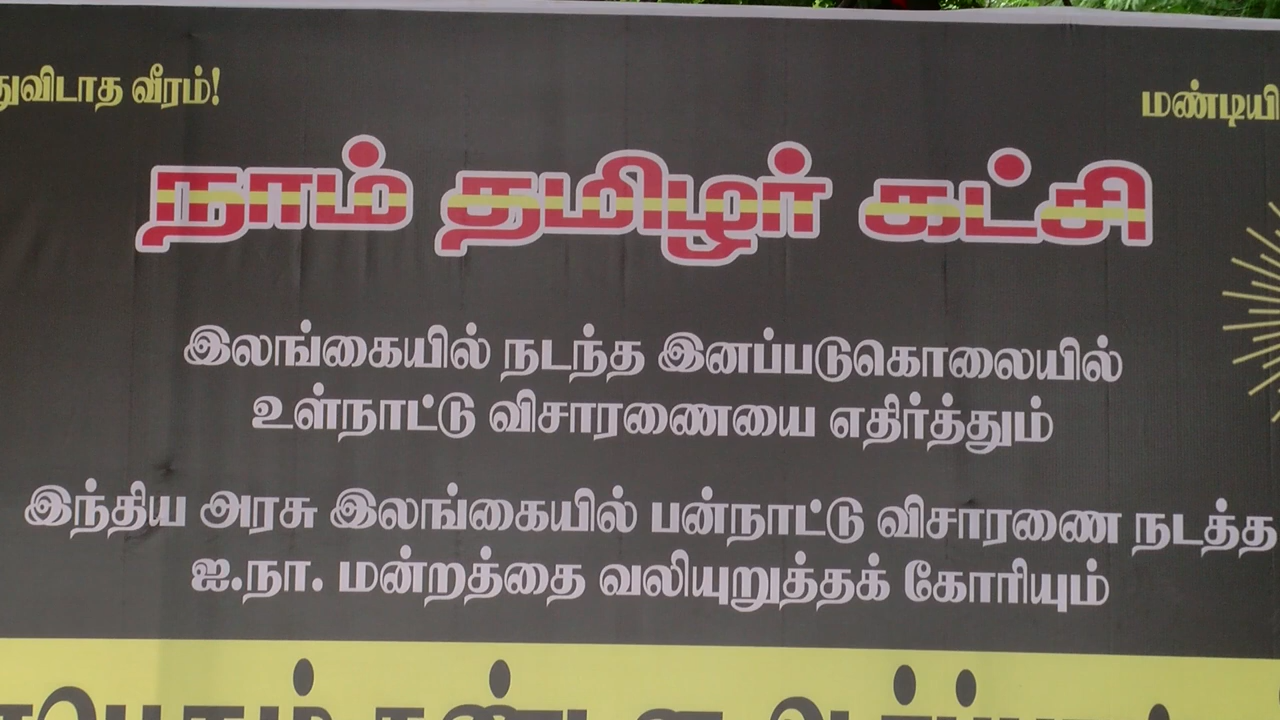 வீரம்!
நாம் தமிழர் கட்சி
இலங்கையில் நடந்த இனப்படுகொலையில்
உள்நாட்டு விசாரணையை எதிர்த்தும்
இந்திய அரசு இலங்கையில் பன்நாட்டு விசாரணை நடத்த
ஐ.நா. மன்றத்தை வலியுறுத்தக் கோரியும்